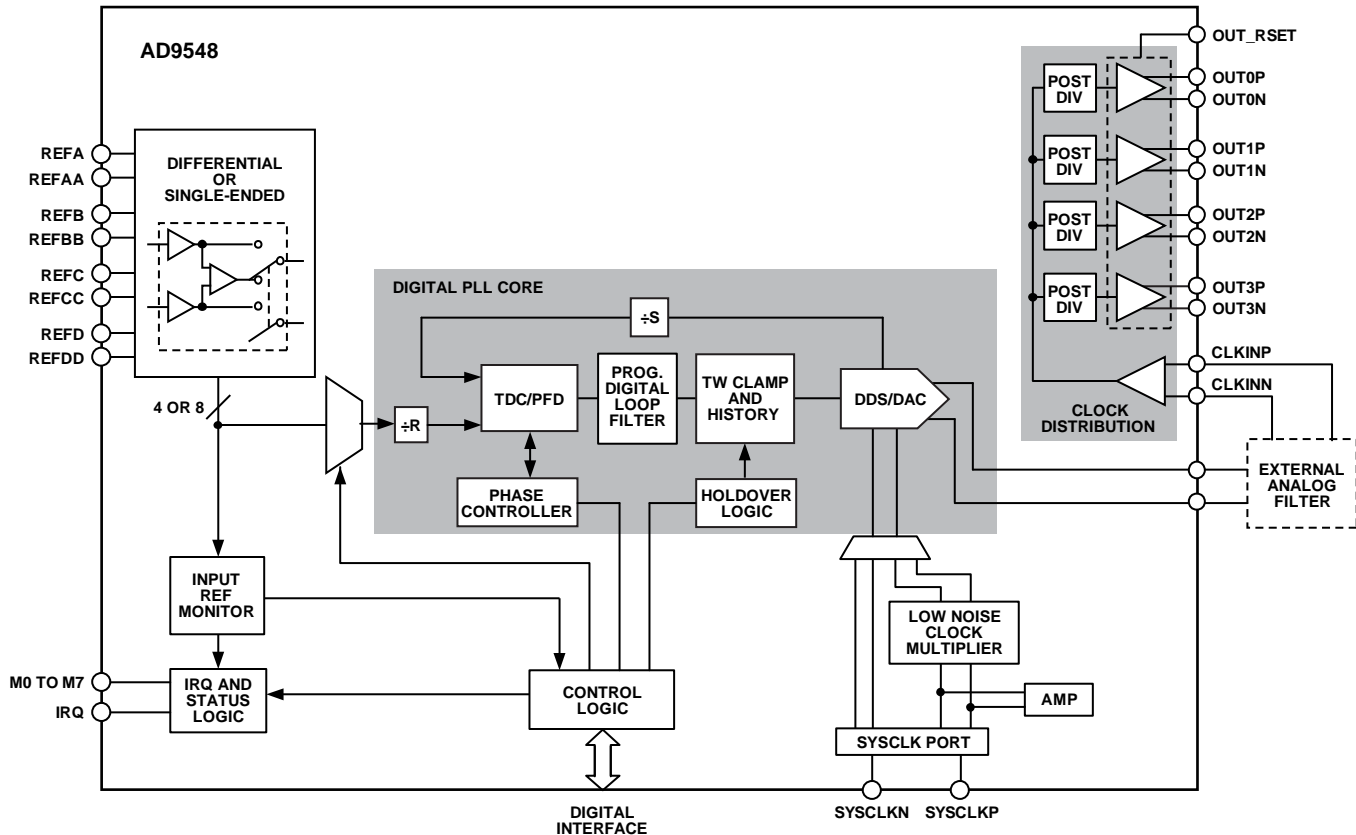 AD9548
OUT_RSET
POST
DIV
OUT0P
OUT0N
POST
DIV
OUT1P
OUT1N
POST
DIV
OUT2P
OUT2N
POST
DIV
OUT3P
OUT3N
CLKINP
CLKINN
CLOCK
DISTRIBUTION
EXTERNAL
ANALOG
FILTER
REFA
REFAA
REFB
REFBB
REFC
REFCC
REFD
REFDD
DIFFERENTIAL
OR
SINGLE-ENDED
4 OR 8
DIGITAL PLL CORE
÷S
÷R
TDC/PFD
PROG.
DIGITAL
LOOP
FILTER
TW CLAMP
AND
HISTORY
DDS/DAC
PHASE
CONTROLLER
HOLDOVER
LOGIC
INPUT
REF
MONITOR
LOW NOISE
CLOCK
MULTIPLIER
M0 TO M7
IRQ
IRQ AND
STATUS
LOGIC
CONTROL
LOGIC
AMP
SYSCLK PORT
DIGITAL
INTERFACE
SYSCLKN
SYSCLKP